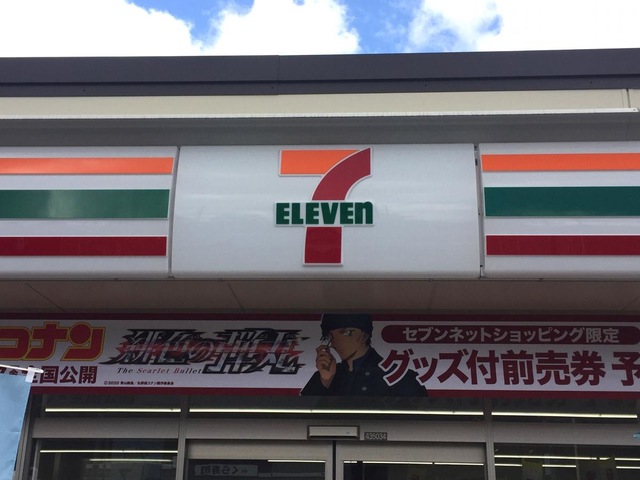 7
ELEVEn
コナン
緋色の弾丸
The Scarlet Bullet
全国公開
セブンネットショッピング限定
グッズ付前売券 予